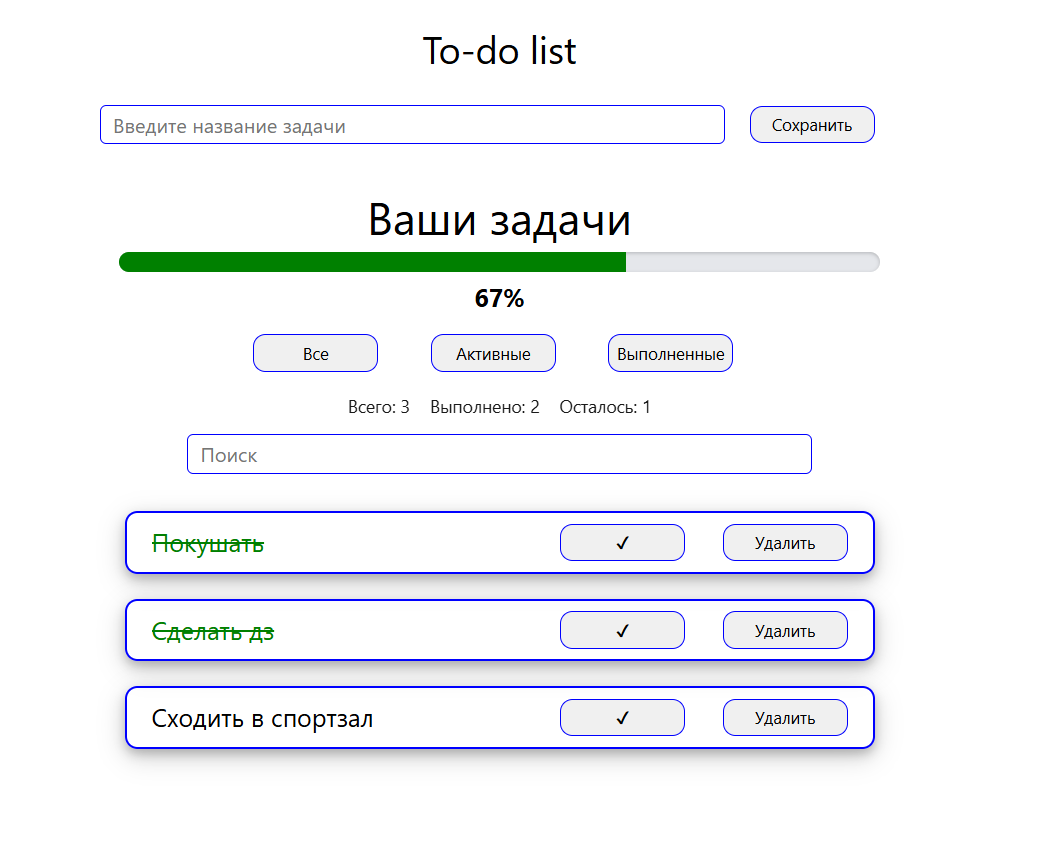 To-do list
Введите название задачи Сохранить
Ваши задачи
67%
Все Активные Выполненные
Всего: 3 Выполнено: 2 Осталось: 1
Поиск
Покушать ✓ Удалить
Сделать дз ✓ Удалить
Сходить в спортзал ✓ Удалить